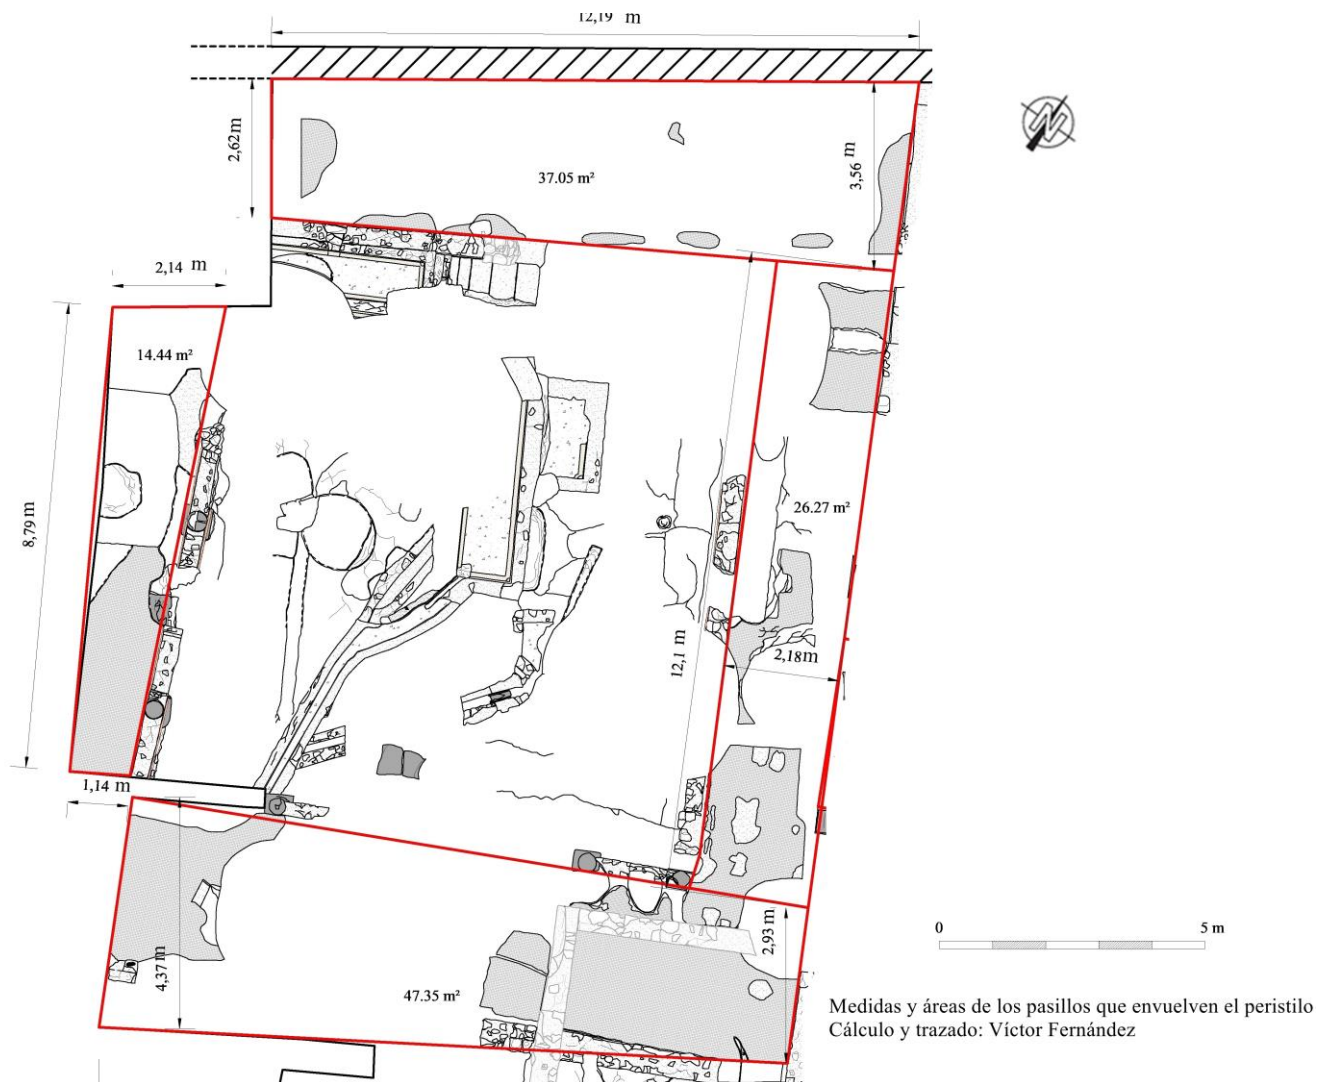 12,19 m
2,62m
3,56 m
37.05 m²
2,14 m
14.44 m²
8,79 m
26.27 m²
12,1 m
2,18m
1,14 m
4,37 m
2,93 m
47.35 m²
N
0
5 m
Medidas y áreas de los pasillos que envuelven el peristilo
Cálculo y trazado: Víctor Fernández